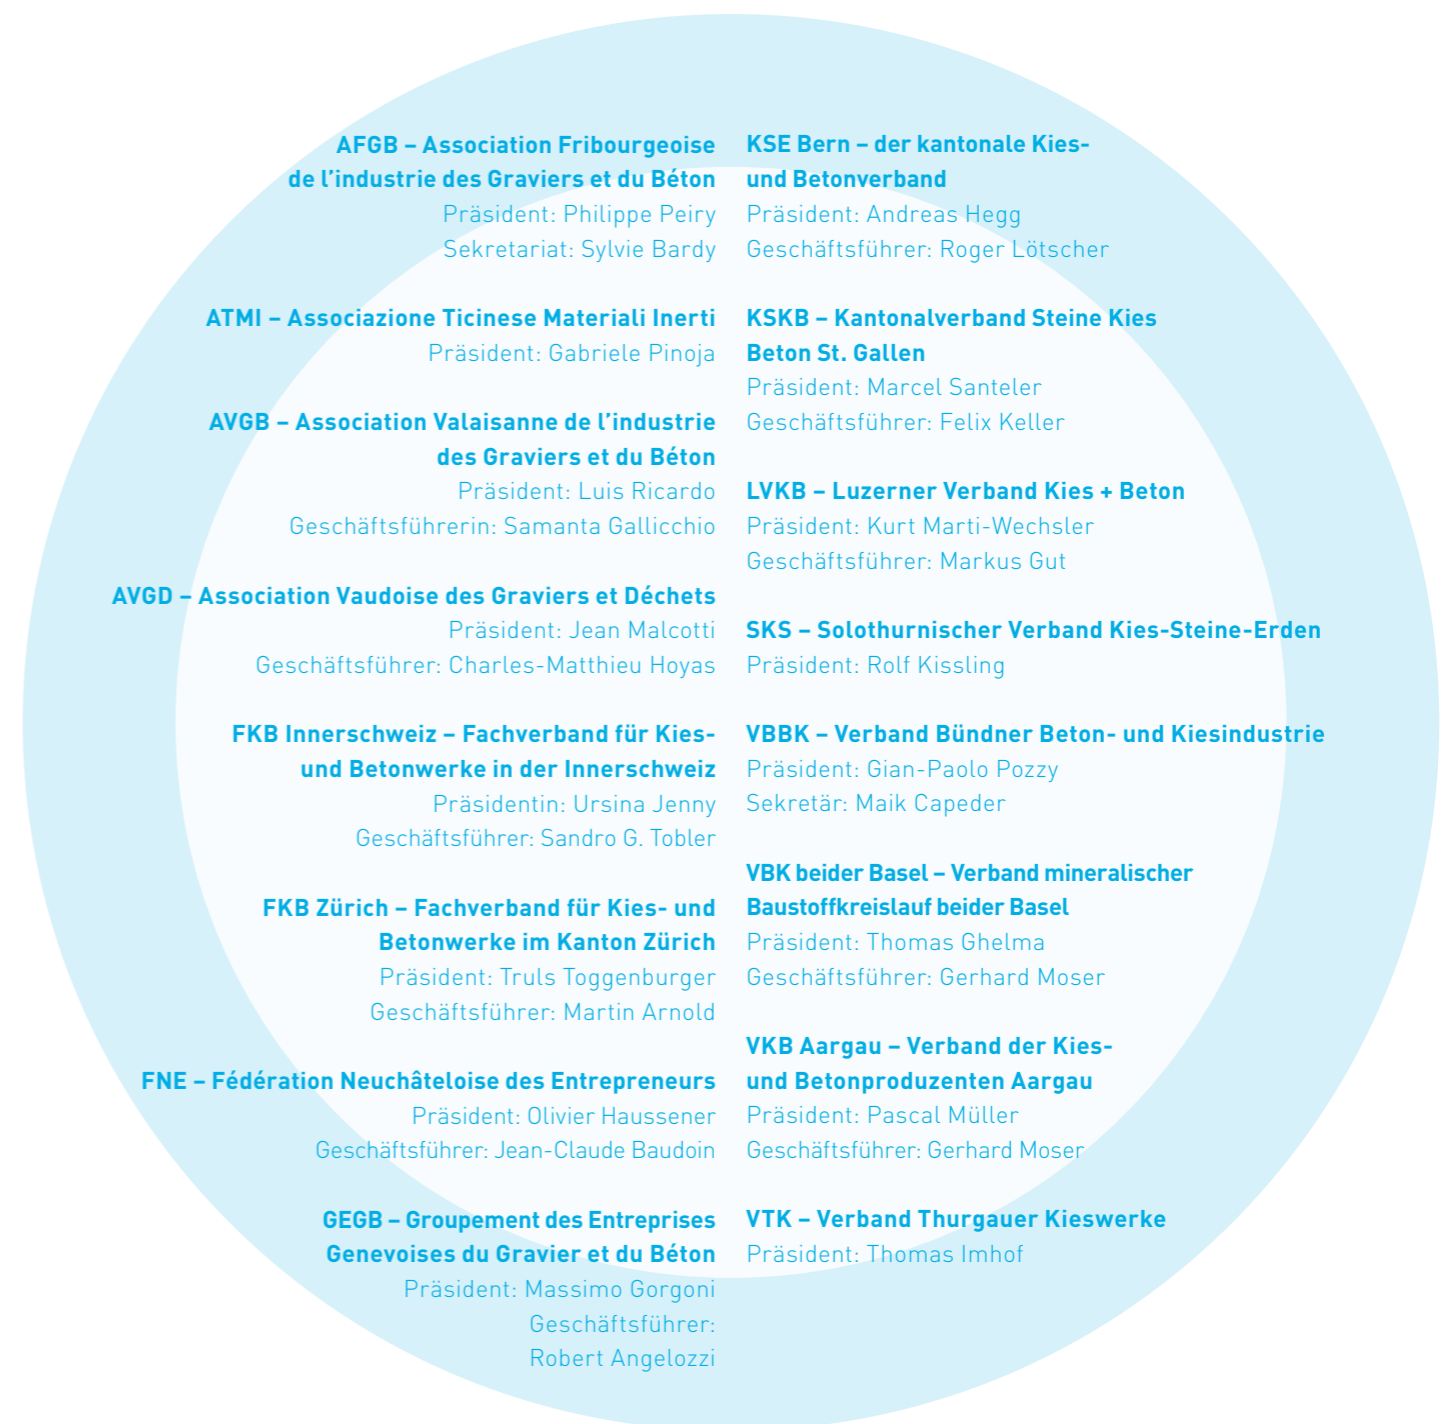 AFGB – Association Fribourgeoise
de l’industrie des Graviers et du Béton
Präsident: Philippe Peiry
Sekretariat: Sylvie Bardy
ATMI – Associazione Ticinese Materiali Inerti
Präsident: Gabriele Pinoja
AVGB – Association Valaisanne de l’industrie
des Graviers et du Béton
Präsident: Luis Ricardo
Geschäftsführerin: Samanta Gallicchio
AVGD – Association Vaudoise des Graviers et Déchets
Präsident: Jean Malcotti
Geschäftsführer: Charles-Matthieu Hoyas
FKB Innerschweiz – Fachverband für Kies-
und Betonwerke in der Innerschweiz
Präsidentin: Ursina Jenny
Geschäftsführer: Sandro G. Tobler
FKB Zürich – Fachverband für Kies- und
Betonwerke im Kanton Zürich
Präsident: Truls Toggenburger
Geschäftsführer: Martin Arnold
FNE – Fédération Neuchâteloise des Entrepreneurs
Präsident: Olivier Haussener
Geschäftsführer: Jean-Claude Baudoin
GEGB – Groupement des Entreprises
Genevoises du Gravier et du Béton
Präsident: Massimo Gorgoni
Geschäftsführer:
Robert Angelozzi
KSE Bern – der kantonale Kies-
und Betonverband
Präsident: Andreas Hegg
Geschäftsführer: Roger Lötscher
KSKB – Kantonalverband Steine Kies
Beton St. Gallen
Präsident: Marcel Santeler
Geschäftsführer: Felix Keller
LVKB – Luzerner Verband Kies + Beton
Präsident: Kurt Marti-Wechsler
Geschäftsführer: Markus Gut
SKS – Solothurnischer Verband Kies-Steine-Erden
Präsident: Rolf Kissling
VBBK – Verband Bündner Beton- und Kiesindustrie
Präsident: Gian-Paolo Pozzy
Sekretär: Maik Capeder
VBK beider Basel – Verband mineralischer
Baustoffkreislauf beider Basel
Präsident: Thomas Ghelma
Geschäftsführer: Gerhard Moser
VKB Aargau – Verband der Kies-
und Betonproduzenten Aargau
Präsident: Pascal Müller
Geschäftsführer: Gerhard Moser
VTK – Verband Thurgauer Kieswerke
Präsident: Thomas Imhof